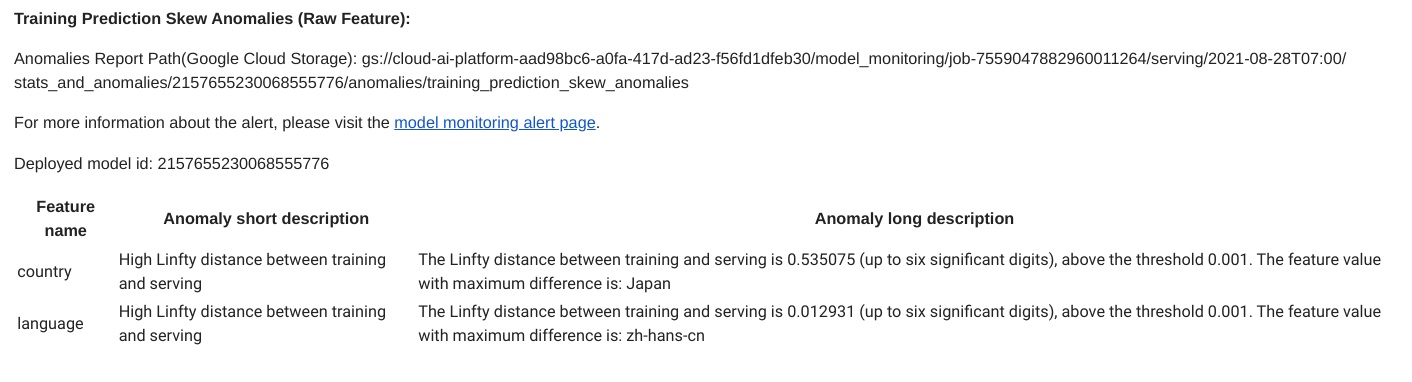 Training Prediction Skew Anomalies (Raw Feature):
Anomalies Report Path(Google Cloud Storage): gs://cloud-ai-platform-aad98bc6-a0fa-417d-ad23-f56fd1dfeb30/model_monitoring/job-7559047882960011264/serving/2021-08-28T07:00/
stats_and_anomalies/2157655230068555776/anomalies/training_prediction_skew_anomalies
For more information about the alert, please visit the model monitoring alert page.
Deployed model id: 2157655230068555776
Feature
name
Anomaly short description
Anomaly long description
country
High Linfty distance between training
and serving
The Linfty distance between training and serving is 0.535075 (up to six significant digits), above the threshold 0.001. The feature value
with maximum difference is: Japan
language
High Linfty distance between training
and serving
The Linfty distance between training and serving is 0.012931 (up to six significant digits), above the threshold 0.001. The feature value
with maximum difference is: zh-hans-cn